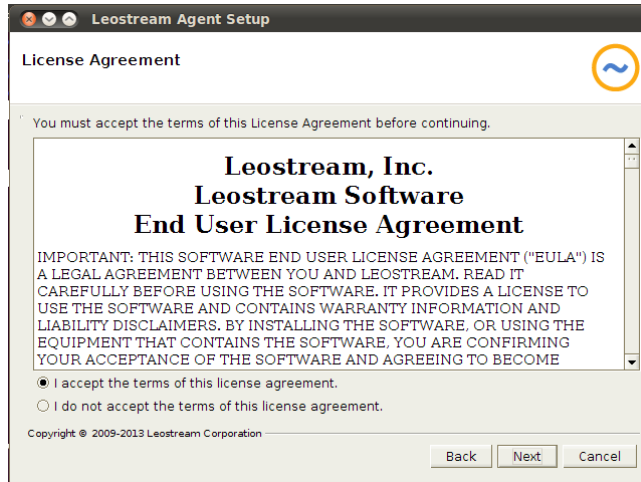 Leostream Agent Setup
License Agreement
You must accept the terms of this License Agreement before continuing.
Leostream, Inc.
Leostream Software
End User License Agreement
IMPORTANT: THIS SOFTWARE END USER LICENSE AGREEMENT ("EULA") IS
A LEGAL AGREEMENT BETWEEN YOU AND LEOSTREAM. READ IT
CAREFULLY BEFORE USING THE SOFTWARE. IT PROVIDES A LICENSE TO
USE THE SOFTWARE AND CONTAINS WARRANTY INFORMATION AND
LIABILITY DISCLAIMERS. BY INSTALLING THE SOFTWARE, OR USING THE
EQUIPMENT THAT CONTAINS THE SOFTWARE, YOU ARE CONFIRMING
YOUR ACCEPTANCE OF THE SOFTWARE AND AGREEING TO BECOME
I accept the terms of this license agreement.
I do not accept the terms of this license agreement.
Copyright © 2009-2013 Leostream Corporation
Back Next Cancel